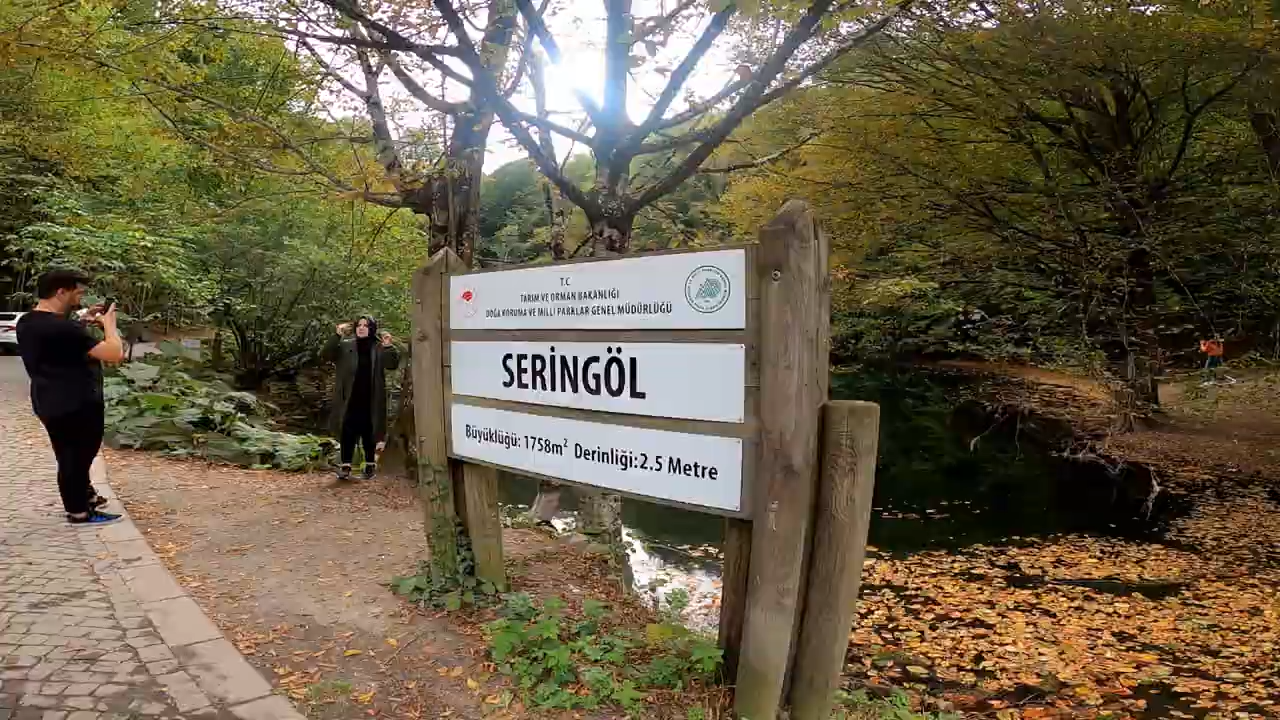 T.C.
TARIM VE ORMAN BAKANLIĞI
DOĞA KORUMA VE MİLLİ PARKLAR GENEL MÜDÜRLÜĞÜ
SERİNGÖL
Büyüklüğü: 1758m² Derinliği:2.5 Metre